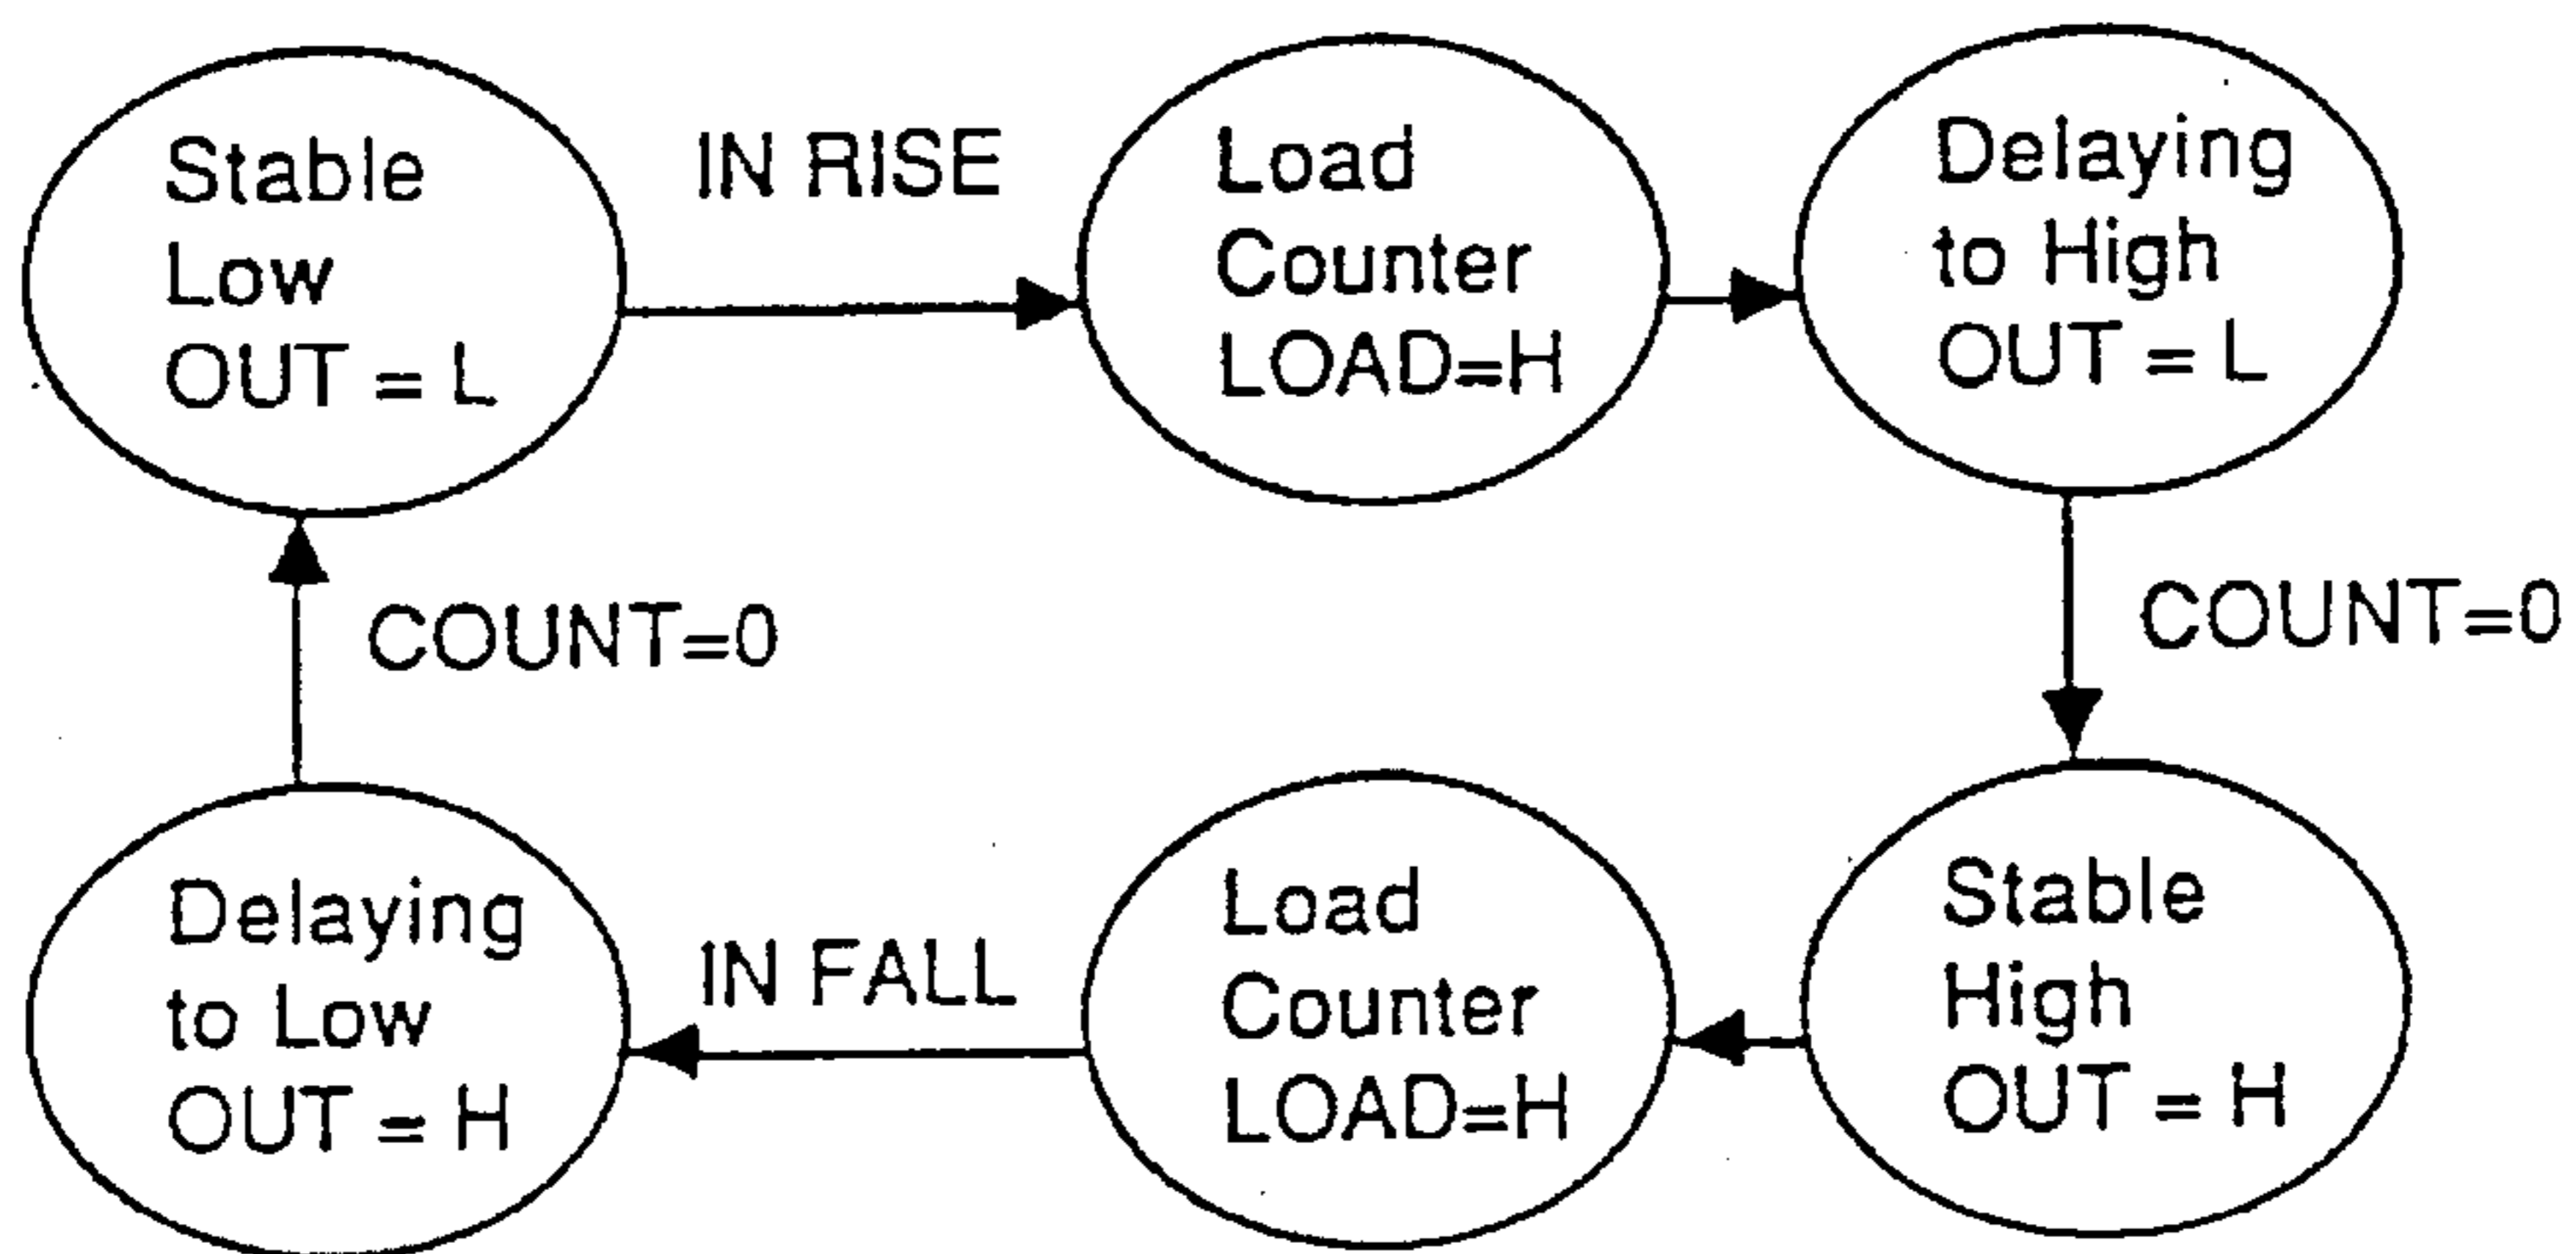 Stable
Low
OUT = L
IN RISE
Load
Counter
LOAD=H
Delaying
to High
OUT = L
COUNT=0
COUNT=0
Delaying
to Low
OUT = H
IN FALL
Load
Counter
LOAD=H
Stable
High
OUT = H